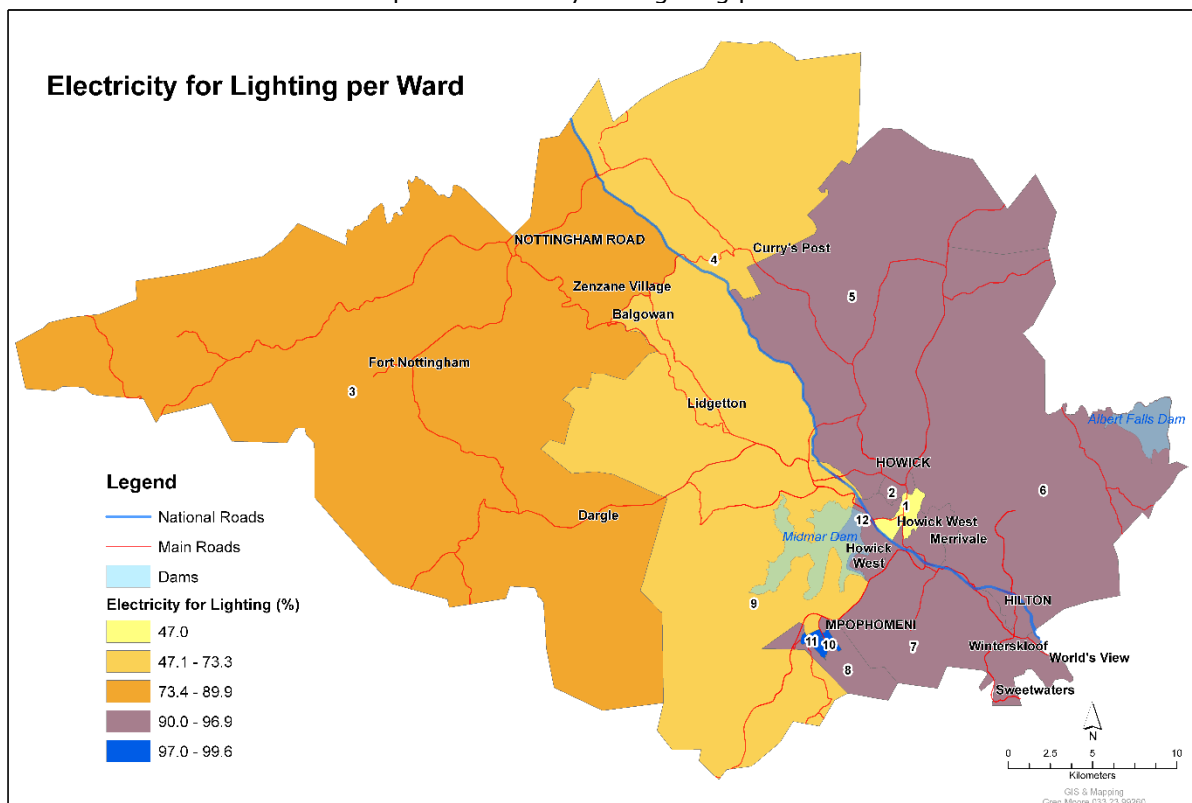 Electricity for Lighting per Ward
NOTTINGHAM ROAD
4
Curry's Post
Zenzane Village
5
Balgowan
Fort Nottingham
3
Lidgetton
Albert Falls Dam
HOWICK
2
6
1
Dargle
12
Howick West
Midmar Dam
Merrivale
Howick
West
9
HILTON
MPOPHOMENI
11
10
7
Winterskloof
8
World's View
Sweetwaters
Legend
National Roads
Main Roads
Dams
Electricity for Lighting (%)
47.0
47.1 - 73.3
73.4 - 89.9
90.0 - 96.9
97.0 - 99.6
N
0 2.5 5 10
Kilometers
GIS & Mapping